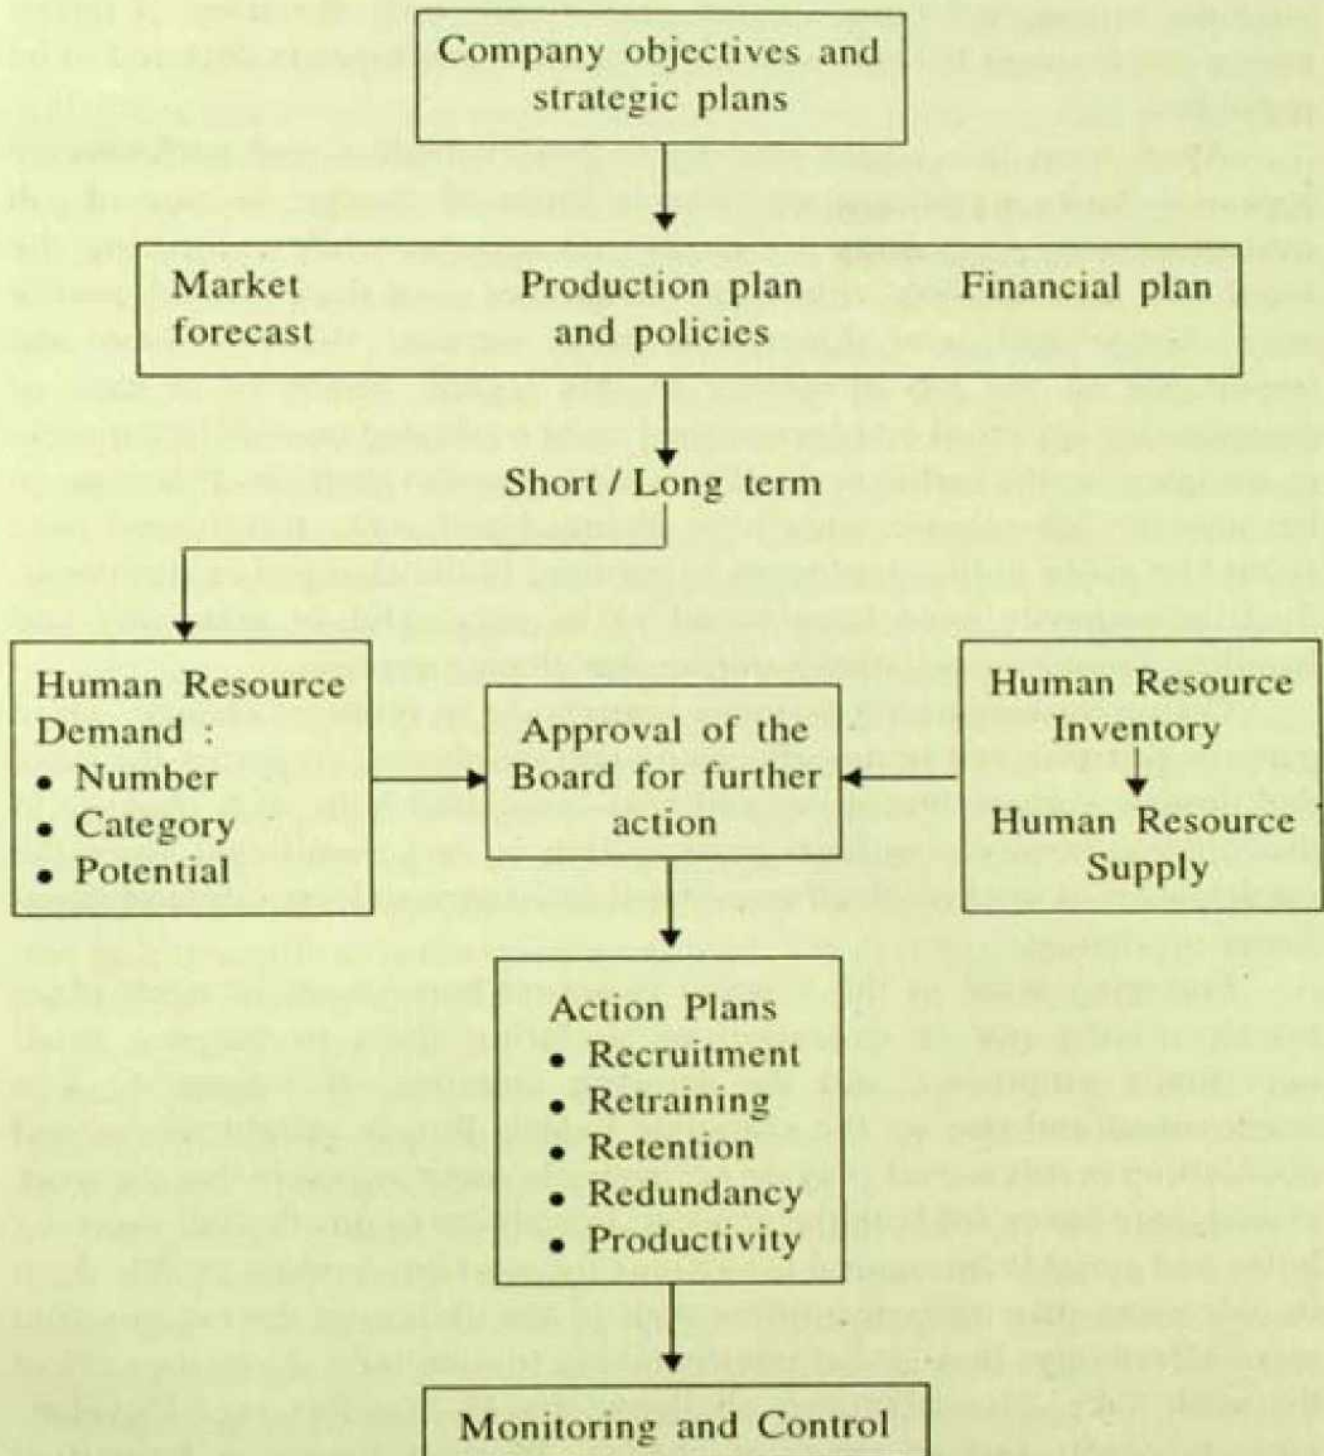 Company objectives and
strategic plans
Market
forecast
Production plan
and policies
Financial plan
Short / Long term
Human Resource
Demand :
• Number
• Category
• Potential
Approval of the
Board for further
action
Human Resource
Inventory
Human Resource
Supply
Action Plans
• Recruitment
• Retraining
• Retention
• Redundancy
• Productivity
Monitoring and Control